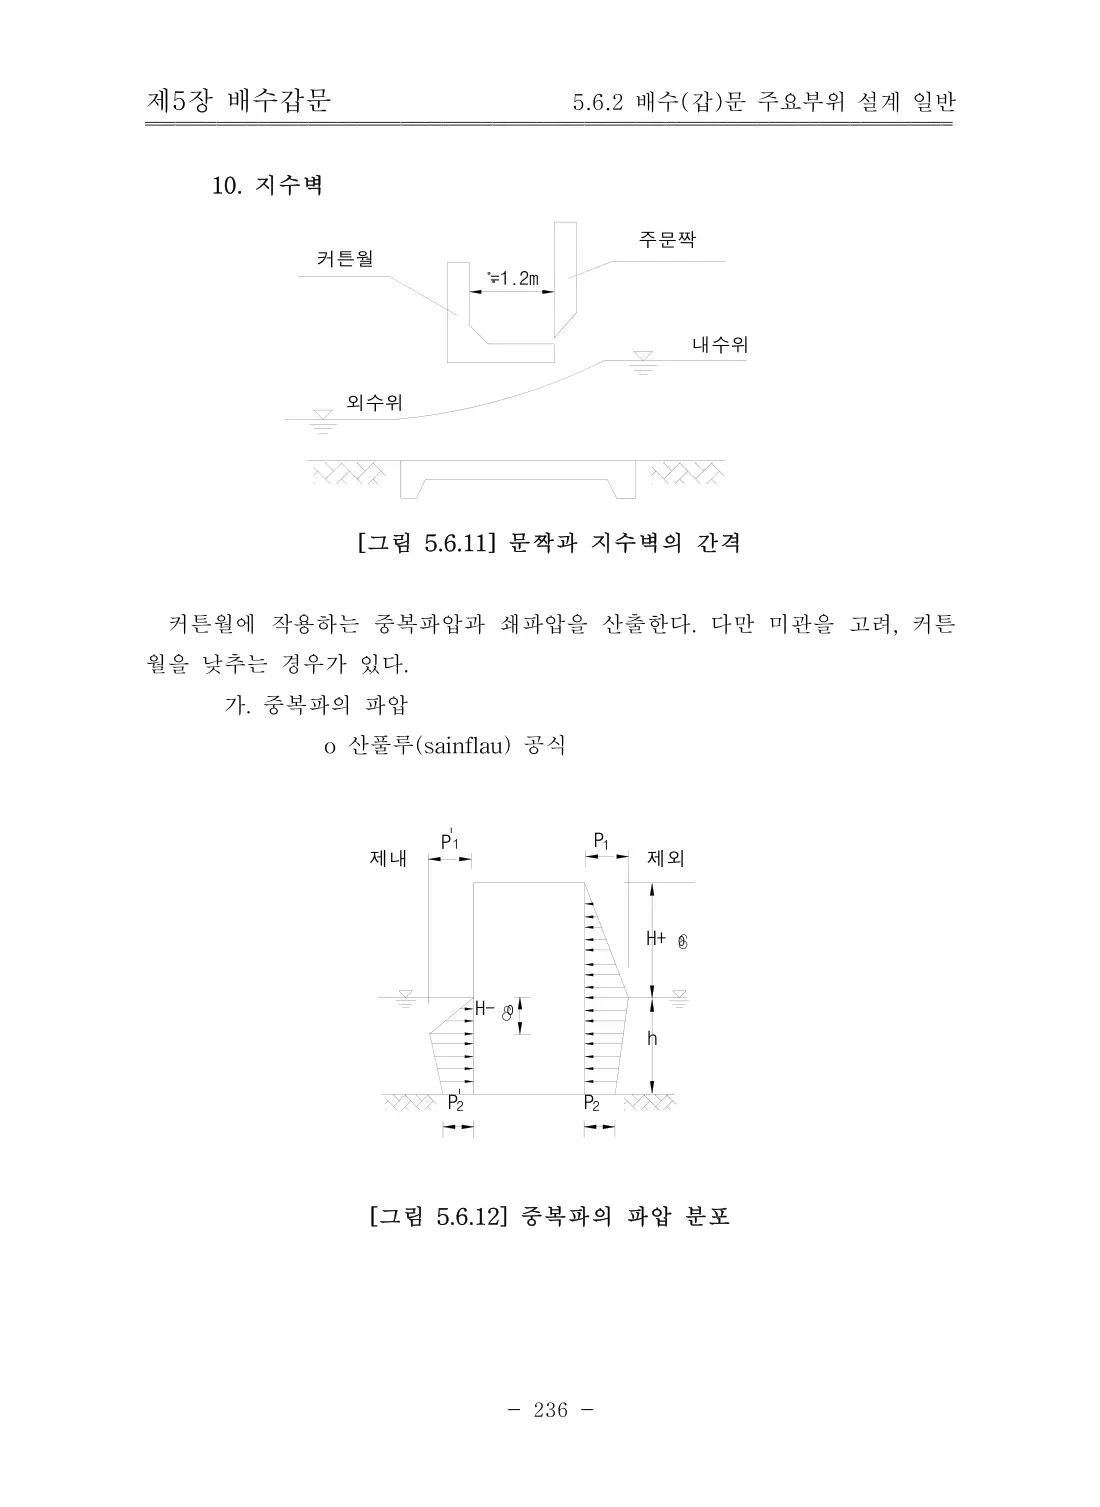 제5장 배수갑문 5.6.2 배수(갑)문 주요부위 설계 일반
10. 지수벽
주문짝
커튼월
≒1.2m
내수위
외수위
[그림 5.6.11] 문짝과 지수벽의 간격
커튼월에 작용하는 중복파압과 쇄파압을 산출한다. 다만 미관을 고려, 커튼
월을 낮추는 경우가 있다.
가. 중복파의 파압
o 산풀루(sainflau) 공식
P'1 P1
제내 제외
H+
H-
h
P'2 P2
[그림 5.6.12] 중복파의 파압 분포
- 236 -